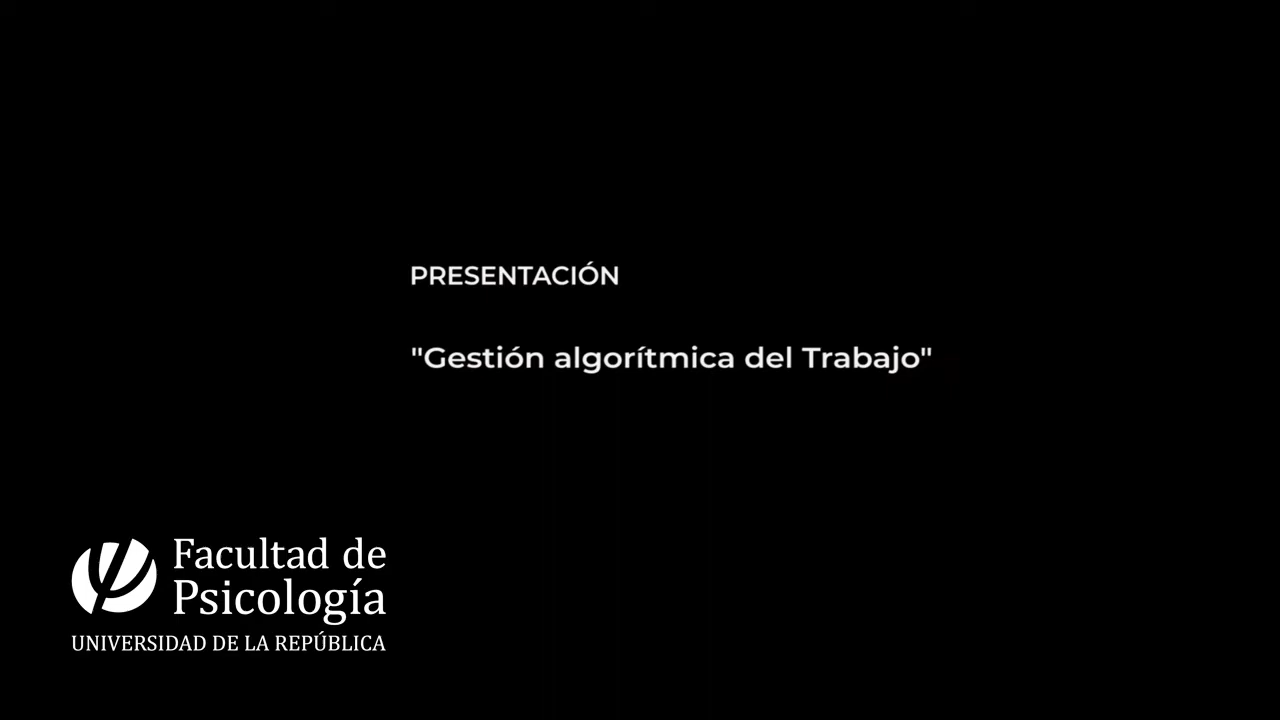 PRESENTACIÓN
"Gestión algorítmica del Trabajo"
Facultad de
Psicología
UNIVERSIDAD DE LA REPÚBLICA